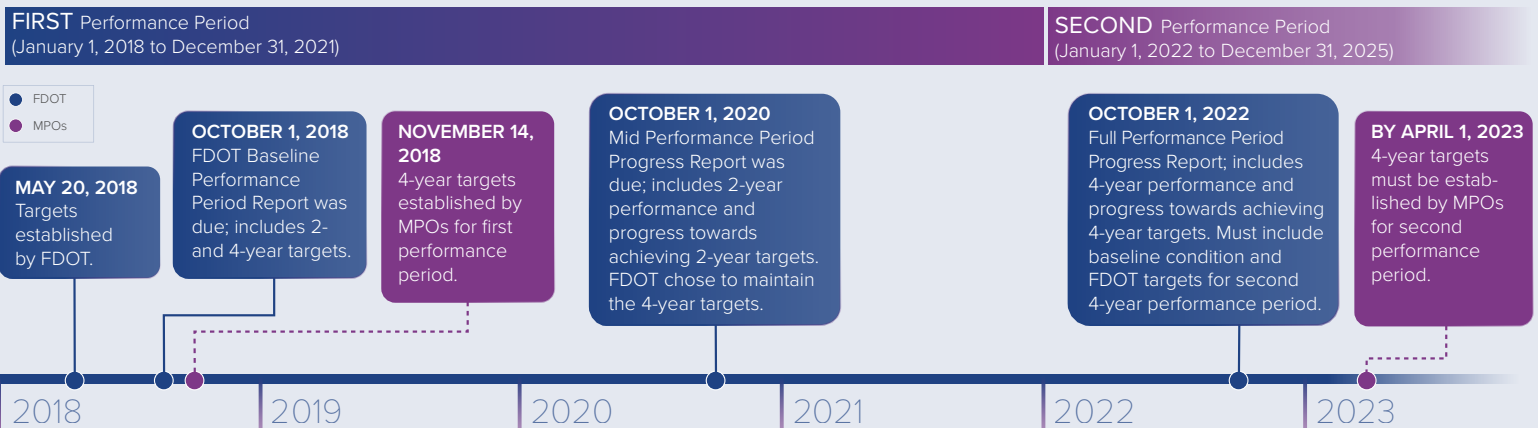 FIRST Performance Period
(January 1, 2018 to December 31, 2021)
SECOND Performance Period
(January 1, 2022 to December 31, 2025)
FDOT
MPOs
MAY 20, 2018
Targets
established
by FDOT.
OCTOBER 1, 2018
FDOT Baseline
Performance
Period Report was
due; includes 2-
and 4-year targets.
NOVEMBER 14,
2018
4-year targets
established by
MPOs for first
performance
period.
OCTOBER 1, 2020
Mid Performance Period
Progress Report was
due; includes 2-year
performance and
progress towards
achieving 2-year targets.
FDOT chose to maintain
the 4-year targets.
OCTOBER 1, 2022
Full Performance Period
Progress Report; includes
4-year performance and
progress towards achieving
4-year targets. Must include
baseline condition and
FDOT targets for second
4-year performance period.
BY APRIL 1, 2023
4-year targets
must be estab-
lished by MPOs
for second
performance
period.
2018
2019
2020
2021
2022
2023